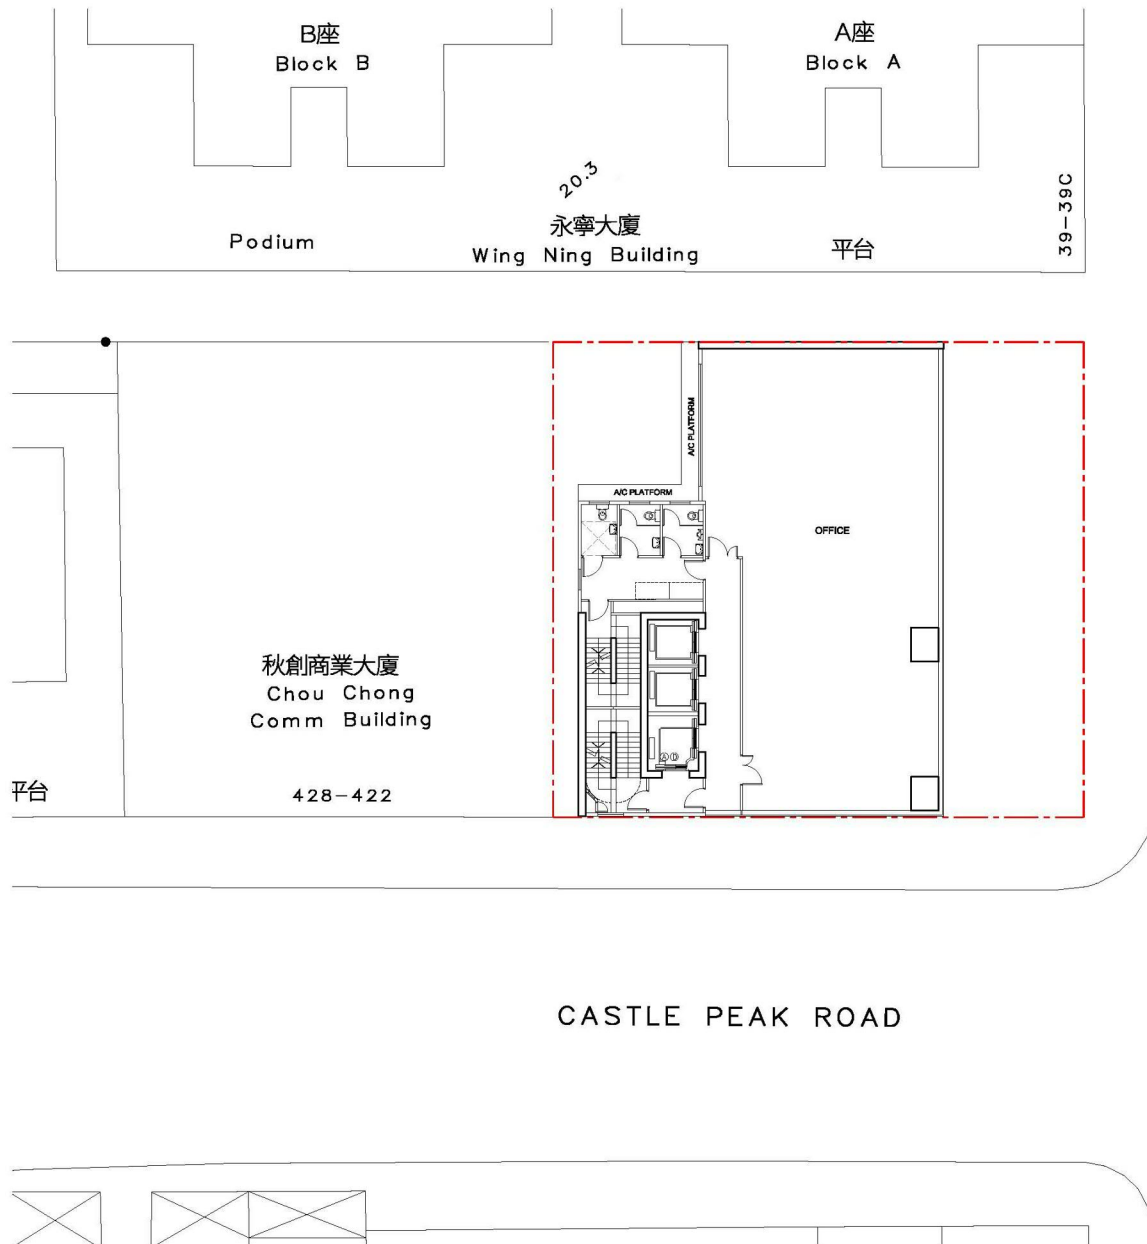 B座
Block B
A座
Block A
20.3
永寧大廈
Wing Ning Building
Podium
平台
39-39C
A/C PLATFORM
A/C PLATFORM
OFFICE
秋創商業大廈
Chou Chong
Comm Building
平台
428-422
CASTLE PEAK ROAD